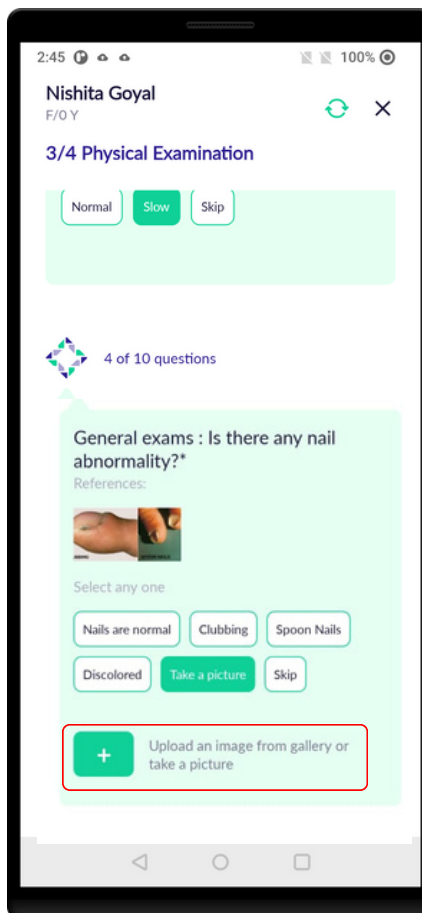 2:45 100%
Nishita Goyal
F/0 Y
3/4 Physical Examination
Normal Slow Skip
4 of 10 questions
General exams : Is there any nail
abnormality?*
References:
SPOON NAILS
Select any one
Nails are normal Clubbing Spoon Nails
Discolored Take a picture Skip
+ Upload an image from gallery or
take a picture